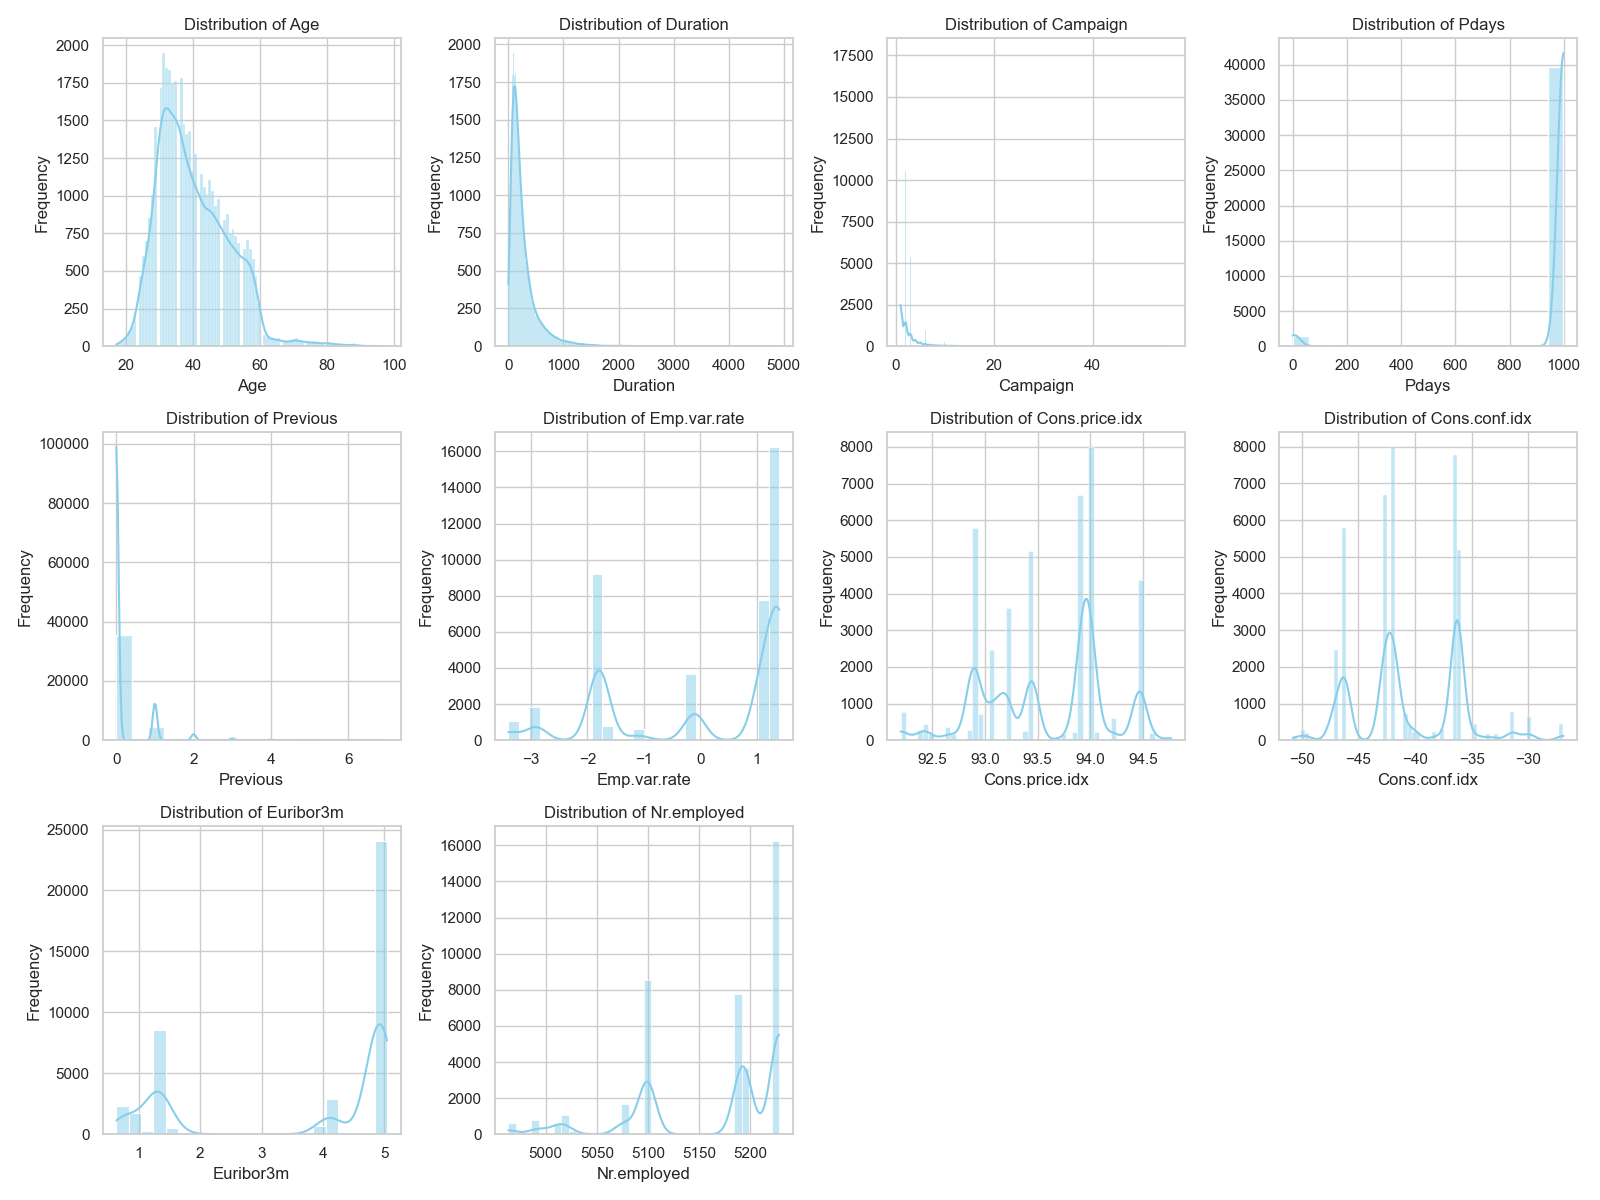 Distribution of Age
Frequency
2000
1750
1500
1250
1000
750
500
250
0
20 40 60 80 100
Age
Distribution of Duration
Frequency
2000
1750
1500
1250
1000
750
500
250
0
0 1000 2000 3000 4000 5000
Duration
Distribution of Campaign
Frequency
17500
15000
12500
10000
7500
5000
2500
0
0 20 40
Campaign
Distribution of Pdays
Frequency
40000
35000
30000
25000
20000
15000
10000
5000
0
0 200 400 600 800 1000
Pdays
Distribution of Previous
Frequency
100000
80000
60000
40000
20000
0
0 2 4 6
Previous
Distribution of Emp.var.rate
Frequency
16000
14000
12000
10000
8000
6000
4000
2000
0
−3 −2 −1 0 1
Emp.var.rate
Distribution of Cons.price.idx
Frequency
8000
7000
6000
5000
4000
3000
2000
1000
0
92.5 93.0 93.5 94.0 94.5
Cons.price.idx
Distribution of Cons.conf.idx
Frequency
8000
7000
6000
5000
4000
3000
2000
1000
0
−50 −45 −40 −35 −30
Cons.conf.idx
Distribution of Euribor3m
Frequency
25000
20000
15000
10000
5000
0
1 2 3 4 5
Euribor3m
Distribution of Nr.employed
Frequency
16000
14000
12000
10000
8000
6000
4000
2000
0
5000 5050 5100 5150 5200
Nr.employed